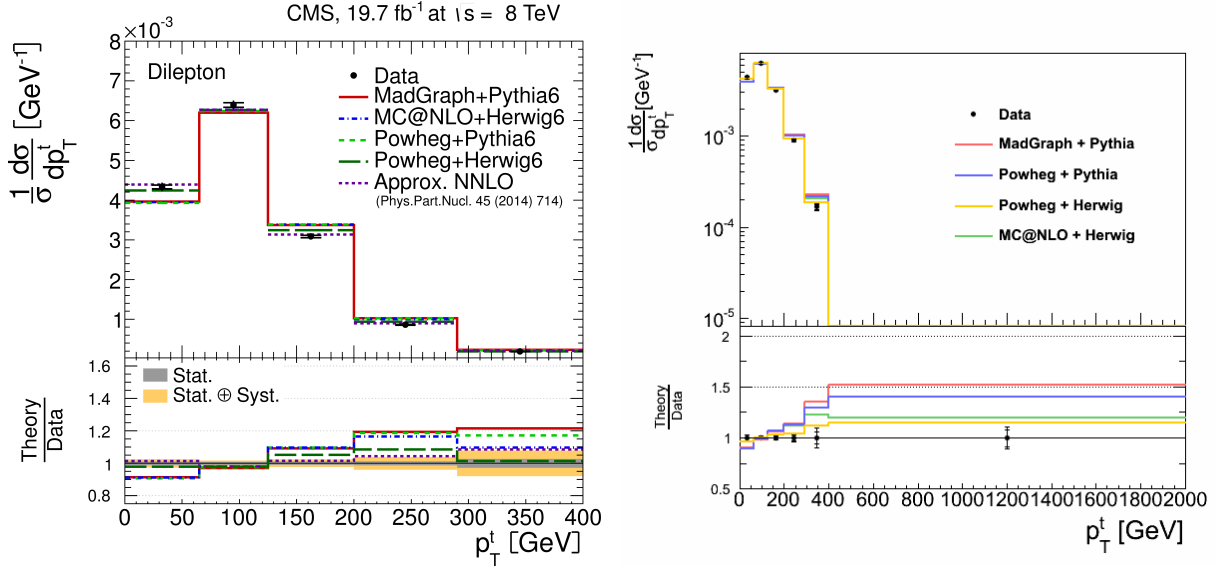 CMS, 19.7 fb-1 at \s = 8 TeV
×10-3
1/σ dσ/dptT [GeV-1]
Dilepton
Data
MadGraph+Pythia6
MC@NLO+Herwig6
Powheg+Pythia6
Powheg+Herwig6
Approx. NNLO
(Phys.Part.Nucl. 45 (2014) 714)
8
7
6
5
4
3
2
1
Theory
Data
Stat.
Stat. ⊕ Syst.
1.6
1.4
1.2
1
0.8
0 50 100 150 200 250 300 350 400
ptT [GeV]
1/σ dσ/dptT [GeV-1]
Data
MadGraph + Pythia
Powheg + Pythia
Powheg + Herwig
MC@NLO + Herwig
10-3
10-4
10-5
Theory
Data
2
1.5
1
0.5
0 200 400 600 800 1000 1200 1400 1600 1800 2000
ptT [GeV]